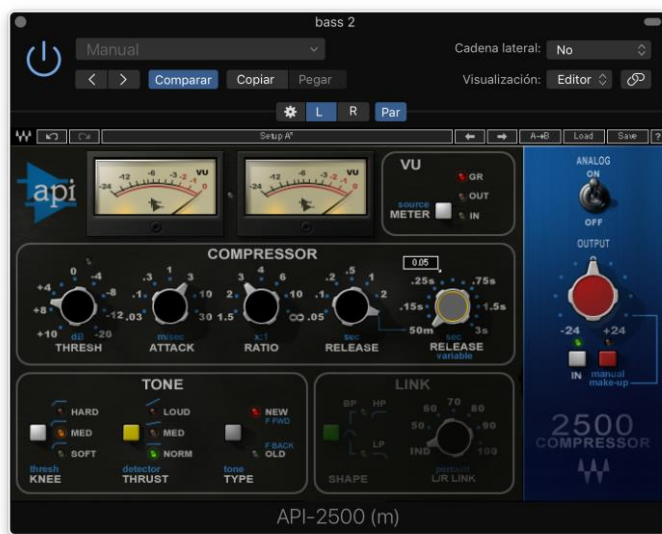 bass 2
Manual
Cadena lateral: No
Comparar Copiar Pegar
Visualización: Editor
L R Par
Setup A*
A→B Load Save ?
api
-24 -12 -6 -3 -2 -1 0 VU
-24 -12 -6 -3 -2 -1 0 VU
VU
source
METER
GR
OUT
IN
ANALOG
ON
OFF
OUTPUT
-24 +24
IN
manual
make-up
COMPRESSOR
+10 +8 +4 0 -4 -8 -12 -20
dB
THRESH
.03 .1 .3 1 3 10 30
m/sec
ATTACK
1.5 2 3 4 6 10 ∞
x:1
RATIO
.05 .1 .2 .5 1 2
sec
RELEASE
0.05
50m .15s .25s .75s 1.5s 3s
sec
RELEASE
variable
TONE
HARD
MED
SOFT
thresh
KNEE
LOUD
MED
NORM
detector
THRUST
NEW
F FWD
F BACK
OLD
tone
TYPE
LINK
BP HP
LP
SHAPE
IND 50 60 70 80 90 100
percent
L/R LINK
2500
COMPRESSOR
API-2500 (m)